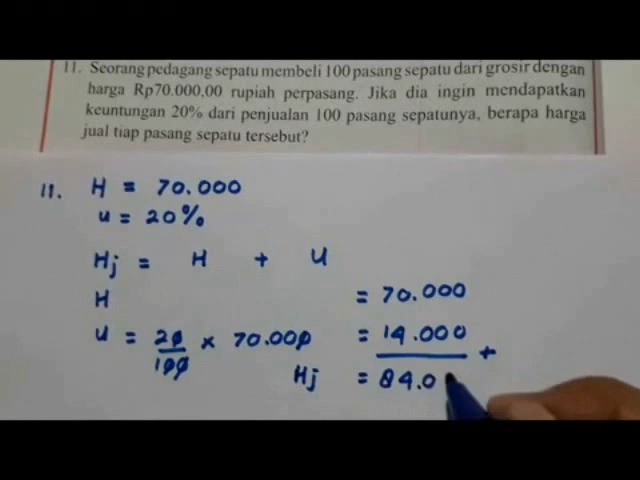 11. Seorang pedagang sepatu membeli 100 pasang sepatu dari grosir dengan
harga Rp70.000,00 rupiah perpasang. Jika dia ingin mendapatkan
keuntungan 20% dari penjualan 100 pasang sepatunya, berapa harga
jual tiap pasang sepatu tersebut?
11. H = 70.000
u = 20%
Hj = H + U
H = 70.000
U = 20/100 × 70.000 = 14.000 +
Hj = 84.0